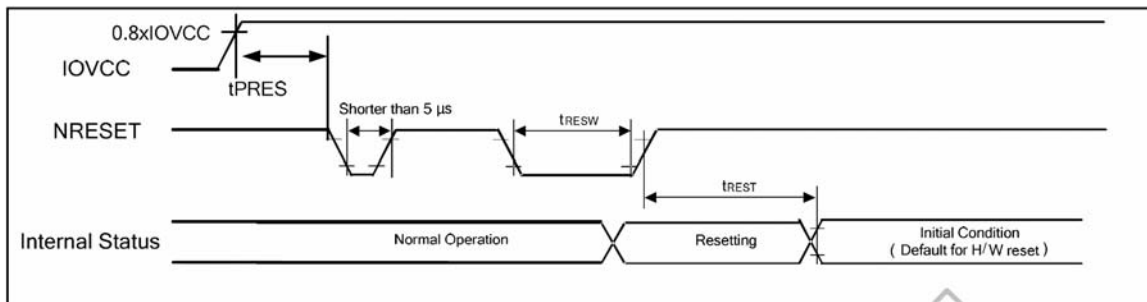 0.8xIOVCC
IOVCC
tPRES
Shorter than 5 µs
tRESW
NRESET
tREST
Internal Status
Normal Operation
Resetting
Initial Condition
( Default for H/W reset )